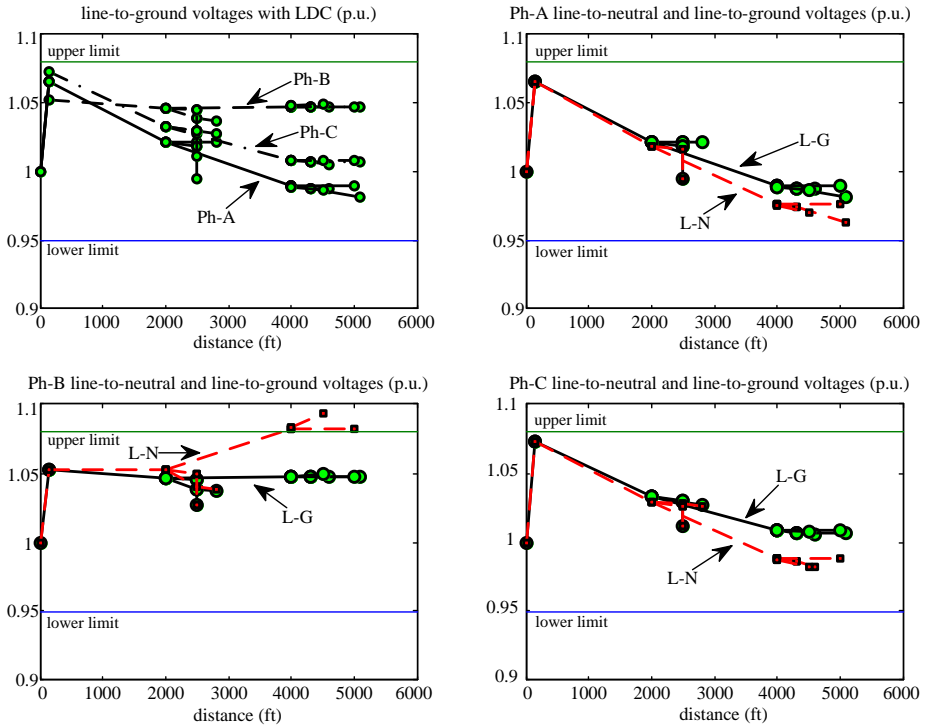 line-to-ground voltages with LDC (p.u.)
1.1
upper limit
Ph-B
1.05
Ph-C
1
Ph-A
0.95
lower limit
0.9
0 1000 2000 3000 4000 5000 6000
distance (ft)
Ph-A line-to-neutral and line-to-ground voltages (p.u.)
1.1
upper limit
1.05
L-G
1
L-N
0.95
lower limit
0.9
0 1000 2000 3000 4000 5000 6000
distance (ft)
Ph-B line-to-neutral and line-to-ground voltages (p.u.)
1.1
upper limit
L-N
1.05
L-G
1
0.95
lower limit
0.9
0 1000 2000 3000 4000 5000 6000
distance (ft)
Ph-C line-to-neutral and line-to-ground voltages (p.u.)
1.1
upper limit
1.05
L-G
1
L-N
0.95
lower limit
0.9
0 1000 2000 3000 4000 5000 6000
distance (ft)